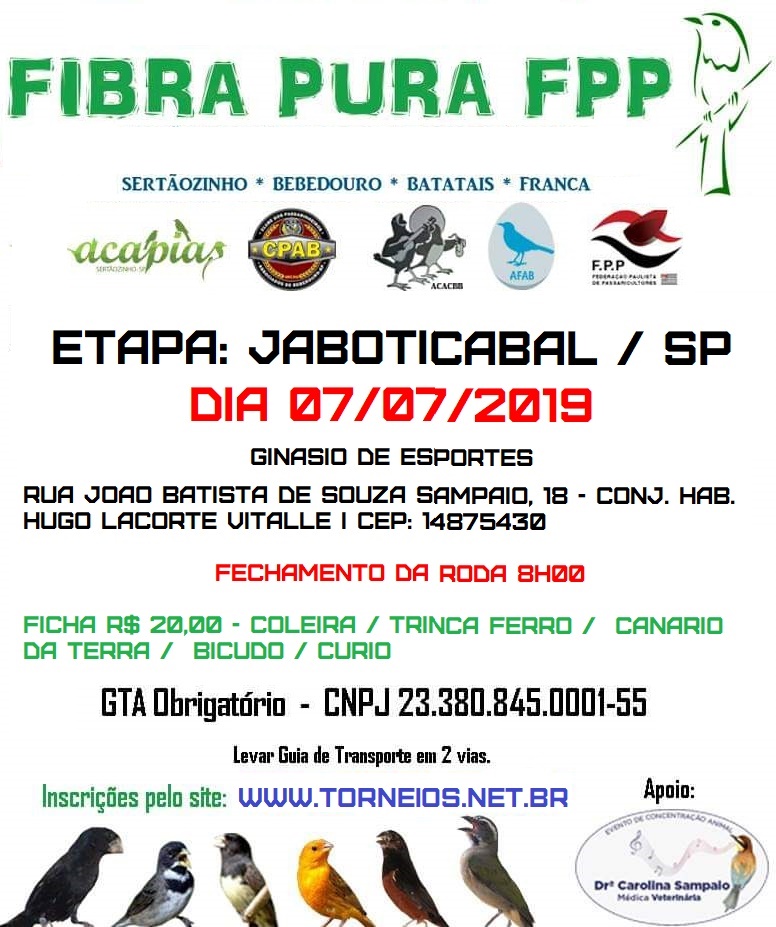 FIBRA PURA FPP
SERTÃOZINHO * BEBEDOURO * BATATAIS * FRANCA
acapias
SERTÃOZINHO-SP
CLUBE DOS PASSARINHEIROS
CPAB
ACACBB
AFAB
F.P.P
FEDERAÇÃO PAULISTA
DE PASSARICULTORES
ETAPA: JABOTICABAL / SP
DIA 07/07/2019
GINASIO DE ESPORTES
RUA JOAO BATISTA DE SOUZA SAMPAIO, 18 - CONJ. HAB.
HUGO LACORTE VITALLE | CEP: 14875430
FECHAMENTO DA RODA 8H00
FICHA R$ 20,00 - COLEIRA / TRINCA FERRO / CANARIO
DA TERRA / BICUDO / CURIO
GTA Obrigatório - CNPJ 23.380.845.0001-55
Levar Guia de Transporte em 2 vias.
Inscrições pelo site: WWW.TORNEIOS.NET.BR
Apoio:
EVENTO DE CONCENTRAÇÃO ANIMAL
Drª Carolina Sampaio
Médica Veterinária